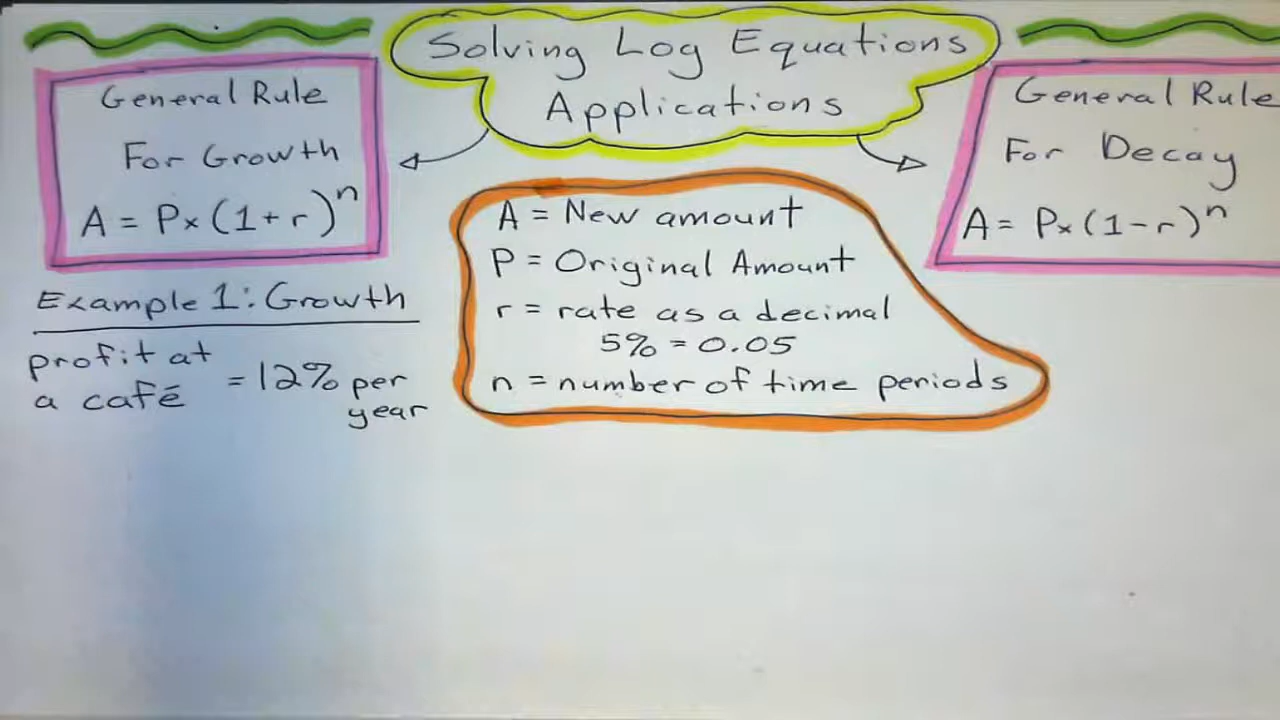 Solving Log Equations
Applications
General Rule
For Growth
A = P× (1 + r)ⁿ
General Rule
For Decay
A = P× (1 - r)ⁿ
A = New amount
P = Original Amount
r = rate as a decimal
5% = 0.05
n = number of time periods
Example 1: Growth
profit at
a café = 12% per
year